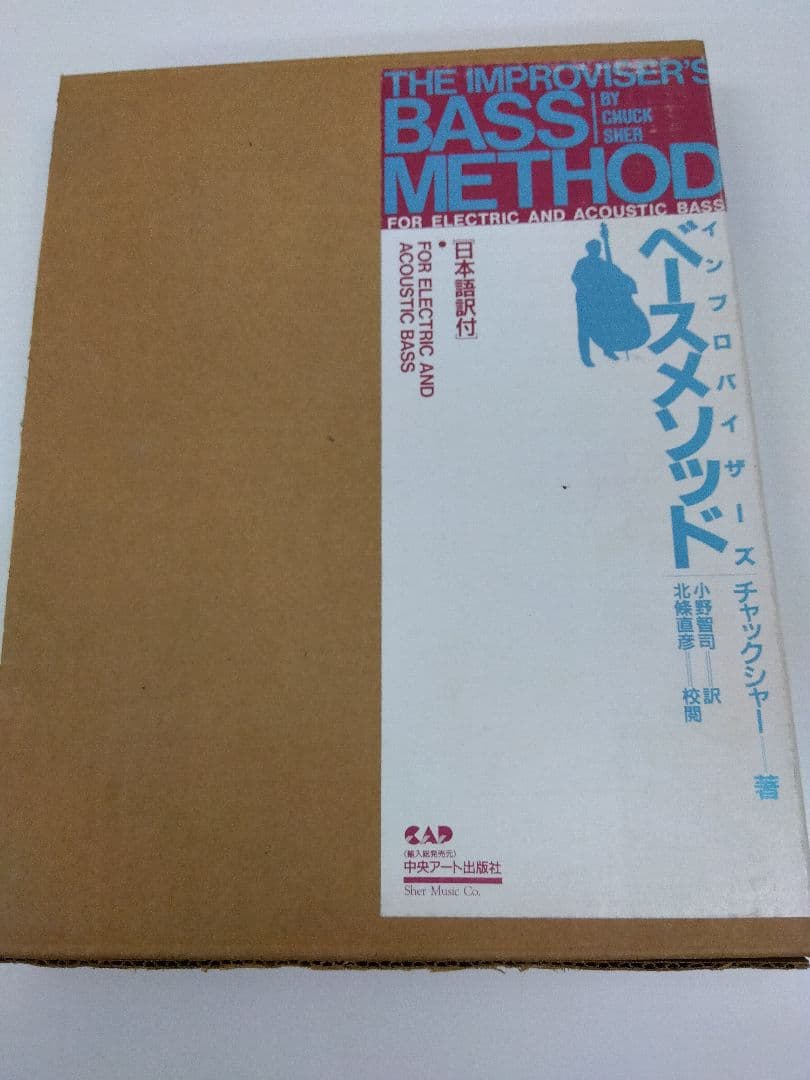 THE IMPROVISER'S
BASS
METHOD
BY
CHUCK
SHER
FOR ELECTRIC AND ACOUSTIC BASS
インプロバイザーズ
ベースメソッド
[日本語訳付]
•
FOR ELECTRIC AND
ACOUSTIC BASS
チャックシャー——著
小野智司——訳
北條直彦——校閲
CAP
〈輸入総発売元〉
中央アート出版社
Sher Music Co.